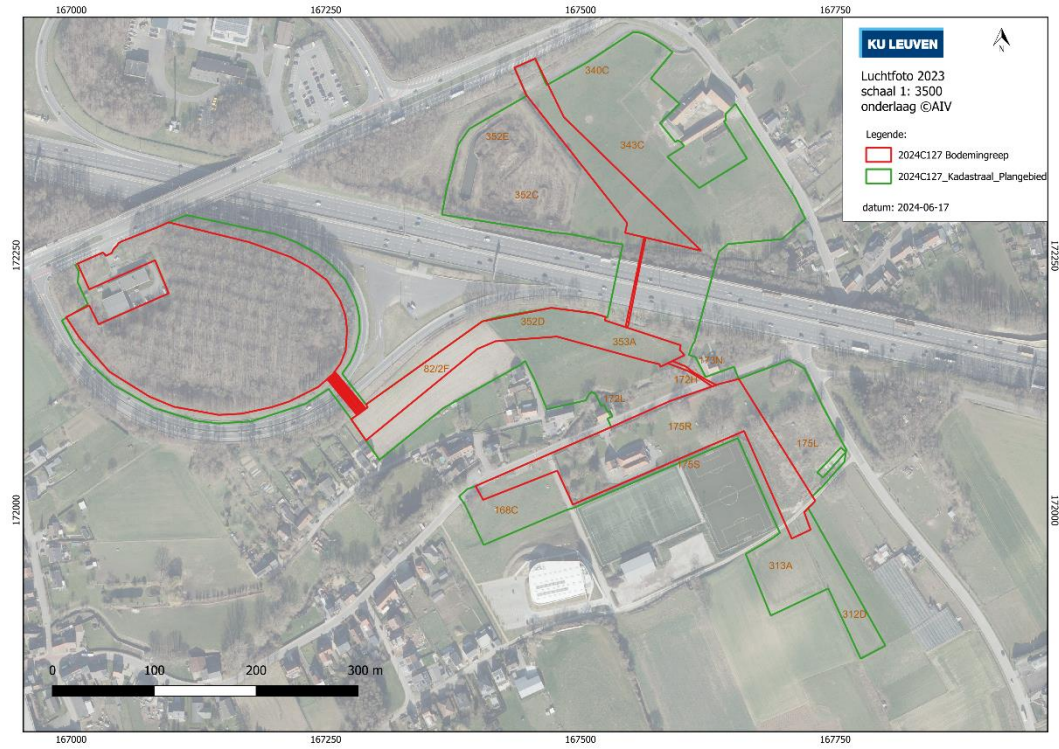 167000 167250 167500 167750
KU LEUVEN
Luchtfoto 2023
schaal 1: 3500
onderlaag ©AIV
Legende:
2024C127 Bodemingreep
2024C127_Kadastraal_Plangebied
datum: 2024-06-17
340C
352E
343C
352C
172250
172250
352D
353A
173N
82/2F
172H
172L
175R
175L
175S
172000
172000
168C
313A
312D
0 100 200 300 m
167000 167250 167500 167750